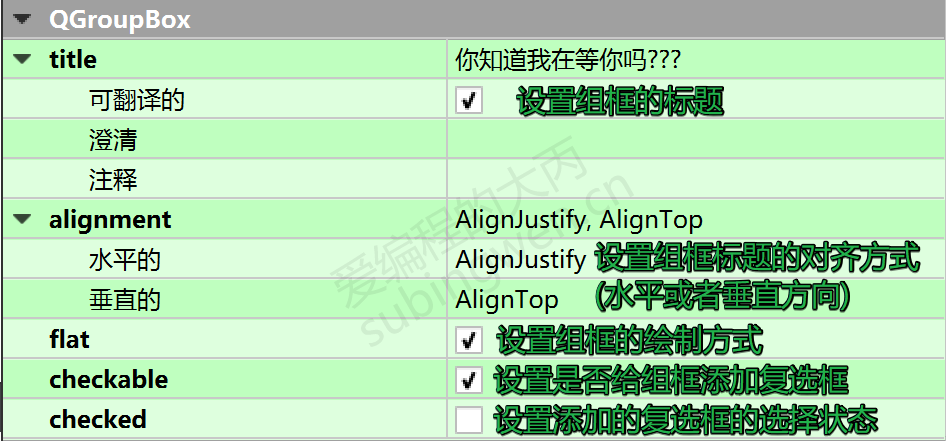 QGroupBox
title 你知道我在等你吗???
可翻译的 设置组框的标题
澄清
注释
alignment AlignJustify, AlignTop
水平的 AlignJustify 设置组框标题的对齐方式
垂直的 AlignTop (水平或者垂直方向)
flat 设置组框的绘制方式
checkable 设置是否给组框添加复选框
checked 设置添加的复选框的选择状态
爱编程的大丙
subingwen.cn